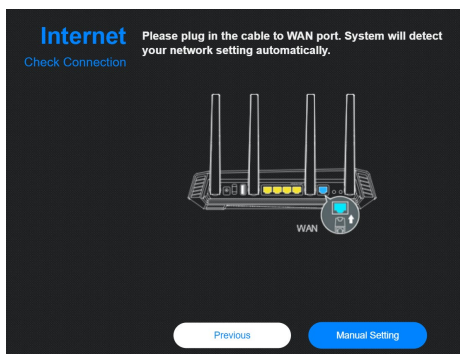 Internet
Check Connection
Please plug in the cable to WAN port. System will detect
your network setting automatically.
WAN
Previous
Manual Setting